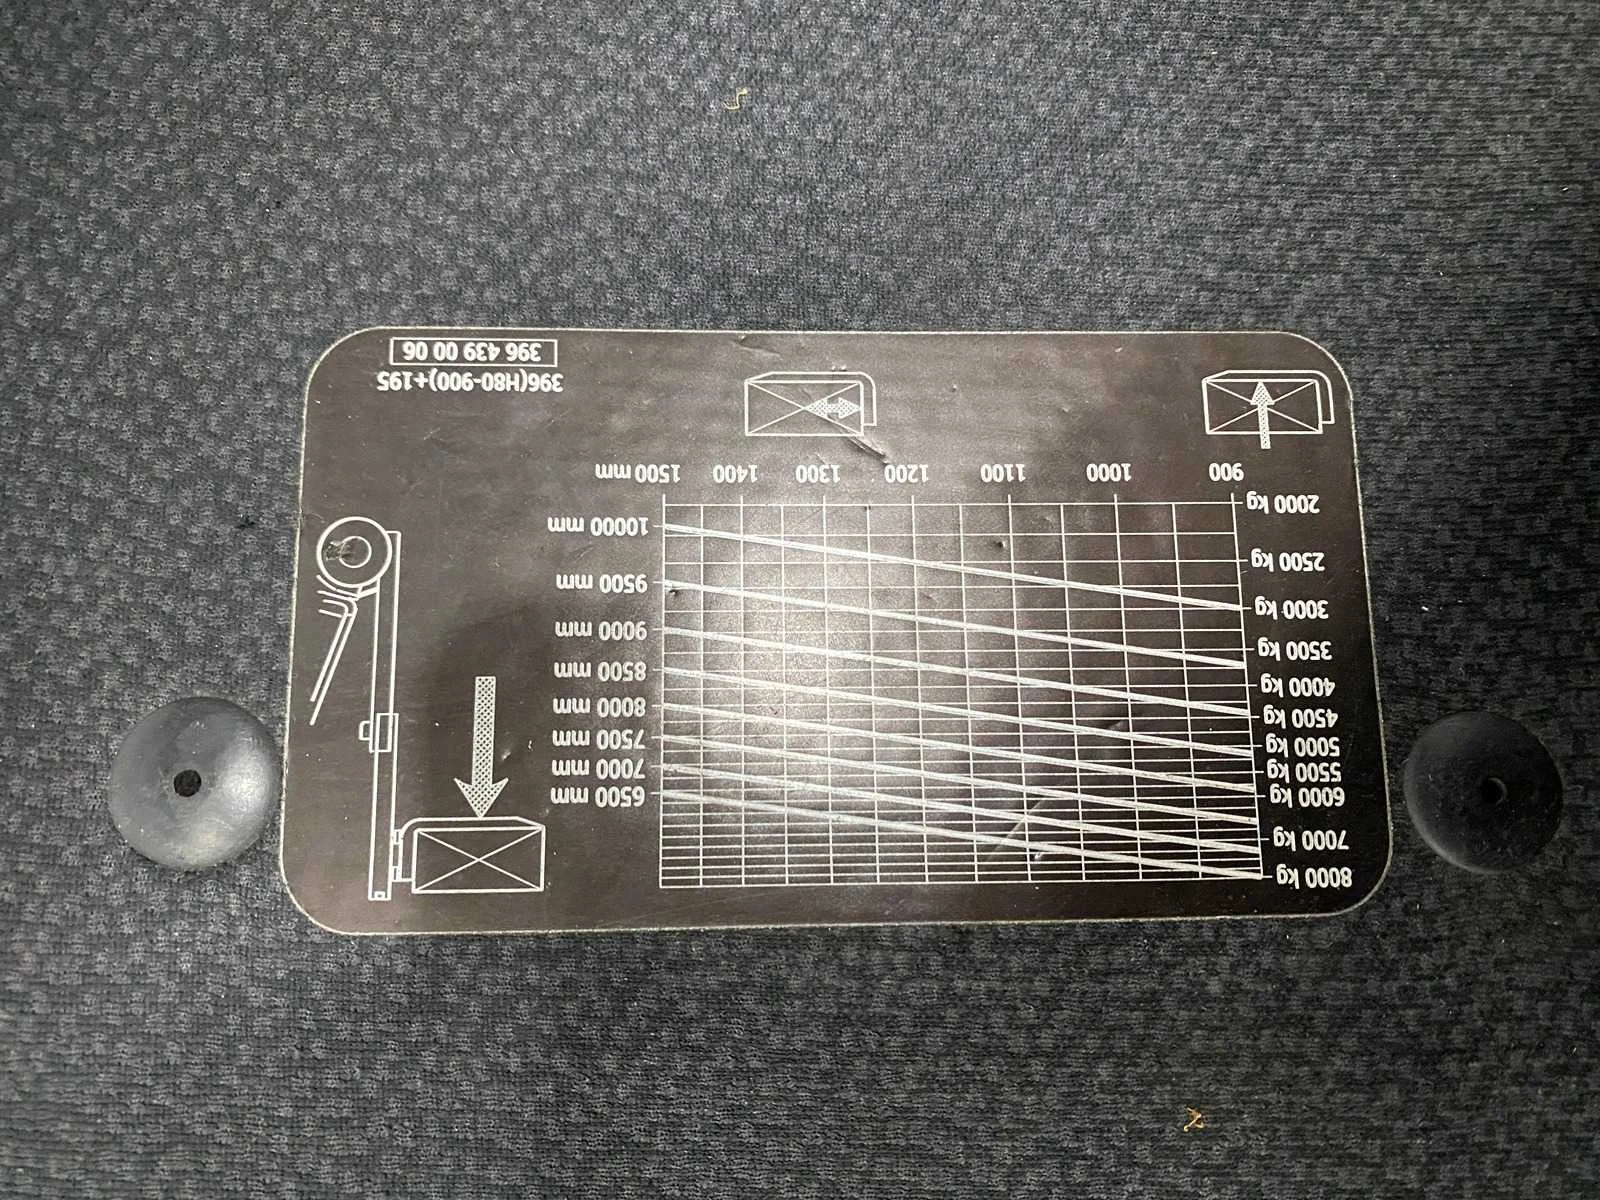 8000 kg
7000 kg
6000 kg
5500 kg
5000 kg
4500 kg
4000 kg
3500 kg
3000 kg
2500 kg
2000 kg
6500 mm
7000 mm
7500 mm
8000 mm
8500 mm
9000 mm
9500 mm
10000 mm
900 1000 1100 1200 1300 1400 1500 mm
396(H80-900)+195
396 439 00 06